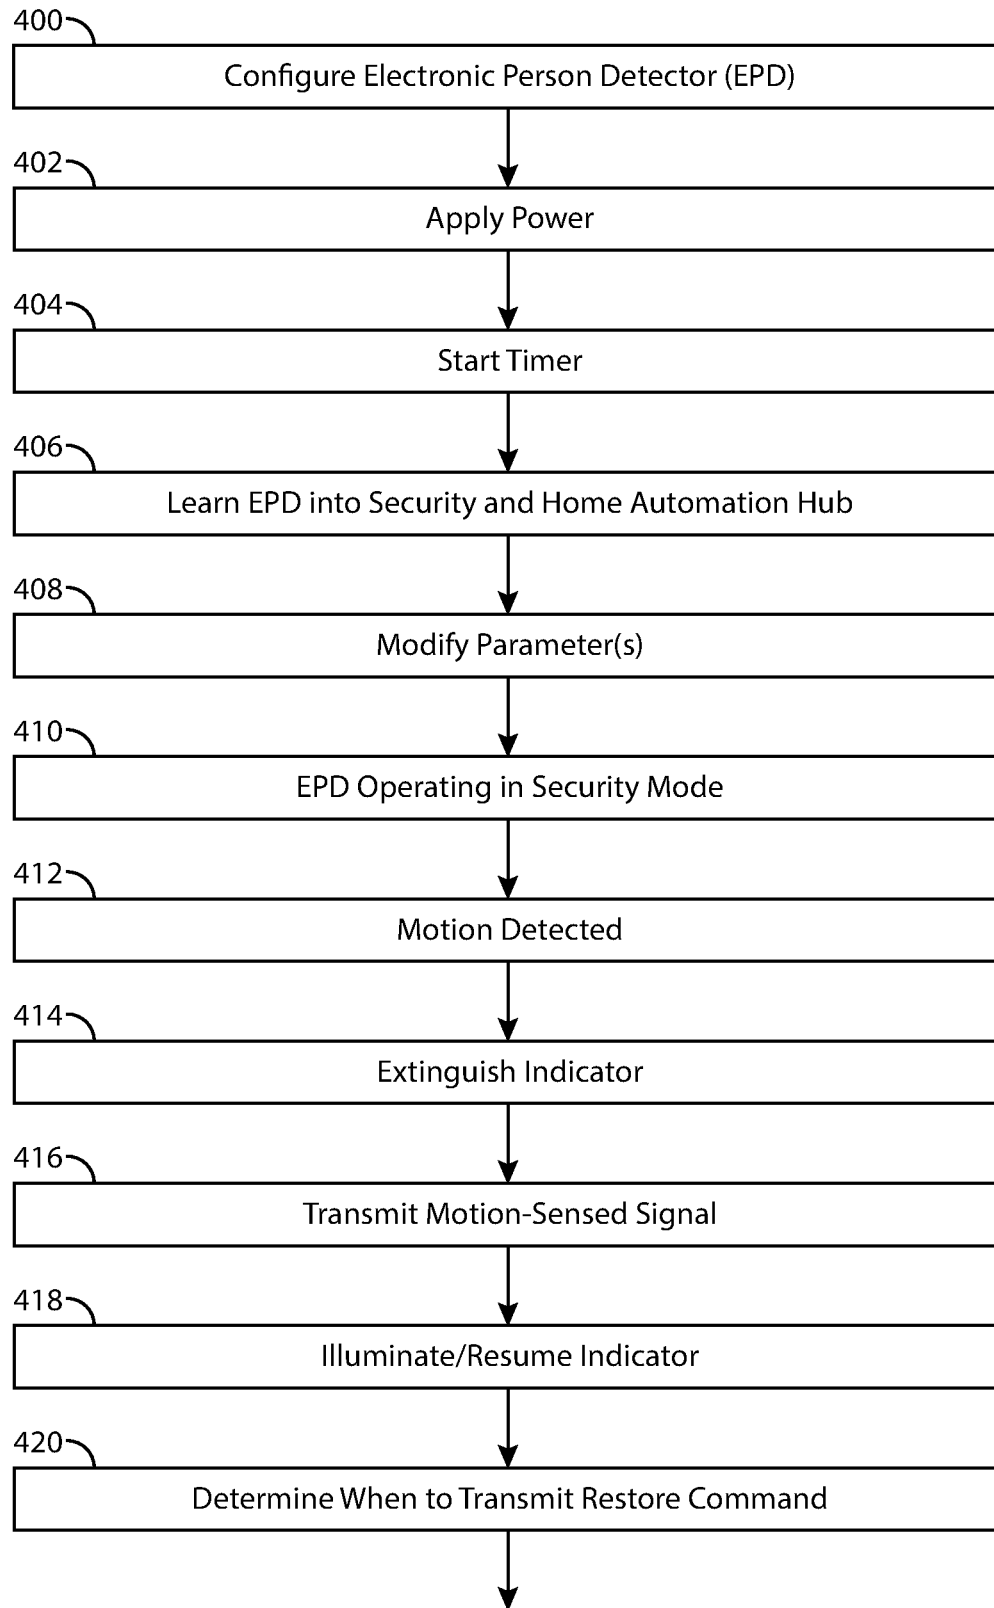 400
Configure Electronic Person Detector (EPD)
402
Apply Power
404
Start Timer
406
Learn EPD into Security and Home Automation Hub
408
Modify Parameter(s)
410
EPD Operating in Security Mode
412
Motion Detected
414
Extinguish Indicator
416
Transmit Motion-Sensed Signal
418
Illuminate/Resume Indicator
420
Determine When to Transmit Restore Command